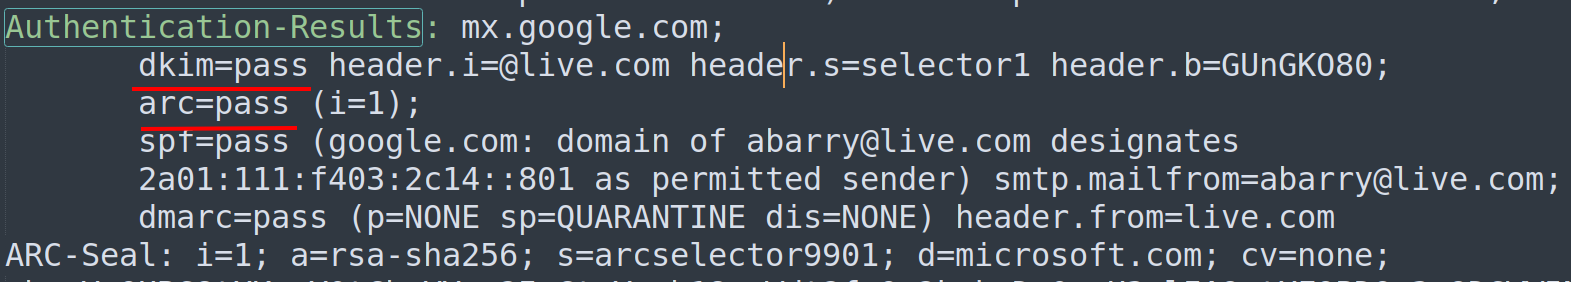 Authentication-Results: mx.google.com;
dkim=pass header.i=@live.com header.s=selector1 header.b=GUnGKO80;
arc=pass (i=1);
spf=pass (google.com: domain of abarry@live.com designates
2a01:111:f403:2c14::801 as permitted sender) smtp.mailfrom=abarry@live.com;
dmarc=pass (p=NONE sp=QUARANTINE dis=NONE) header.from=live.com
ARC-Seal: i=1; a=rsa-sha256; s=arcselector9901; d=microsoft.com; cv=none;